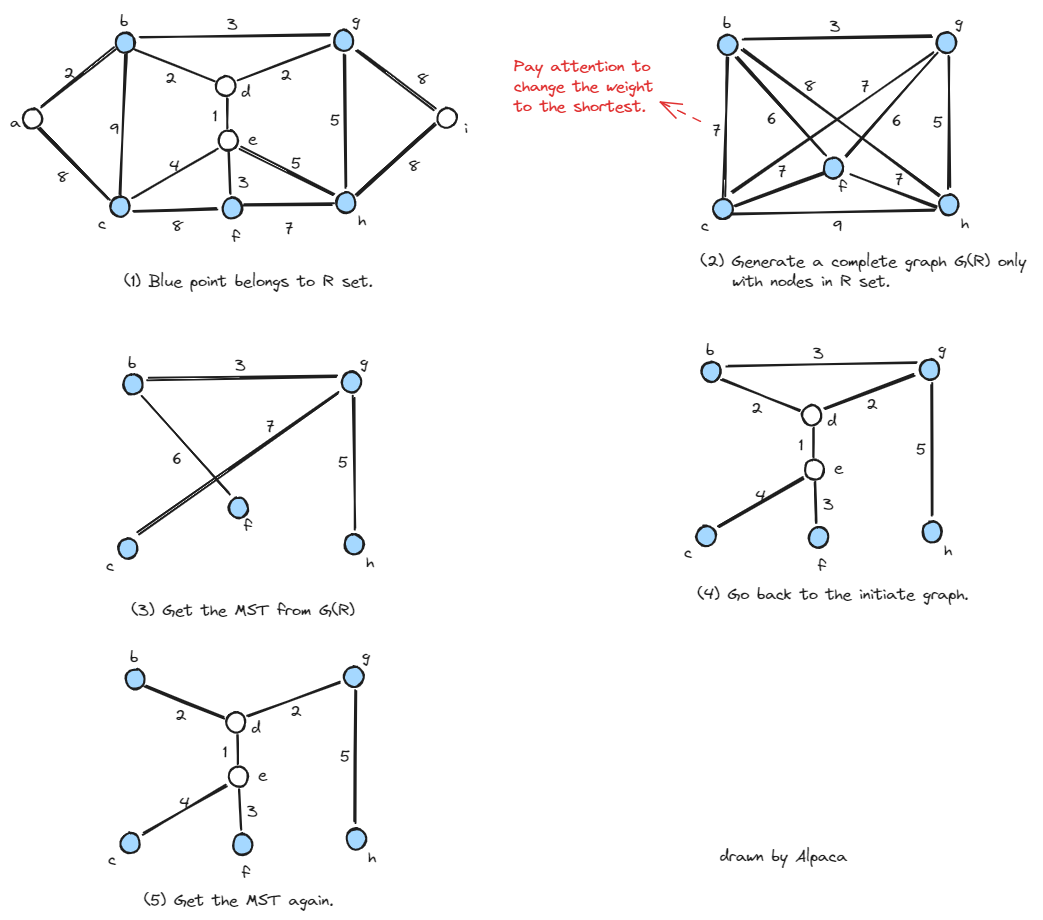 b 3 g
2 2 2 8
a d i
1
9 e 5
4 5
8 3 8
c 8 f 7 h
(1) Blue point belongs to R set.
Pay attention to
change the weight
to the shortest.
b 3 g
8 7
7 6 6 5
7 f 7
c 9 h
(2) Generate a complete graph G(R) only
with nodes in R set.
b 3 g
7
6 5
f
c h
(3) Get the MST from G(R)
b 3 g
2 2
d
1 5
e
4 3
c f h
(4) Go back to the initiate graph.
b g
2 2
d
1 5
e
4 3
c f h
(5) Get the MST again.
drawn by Alpaca